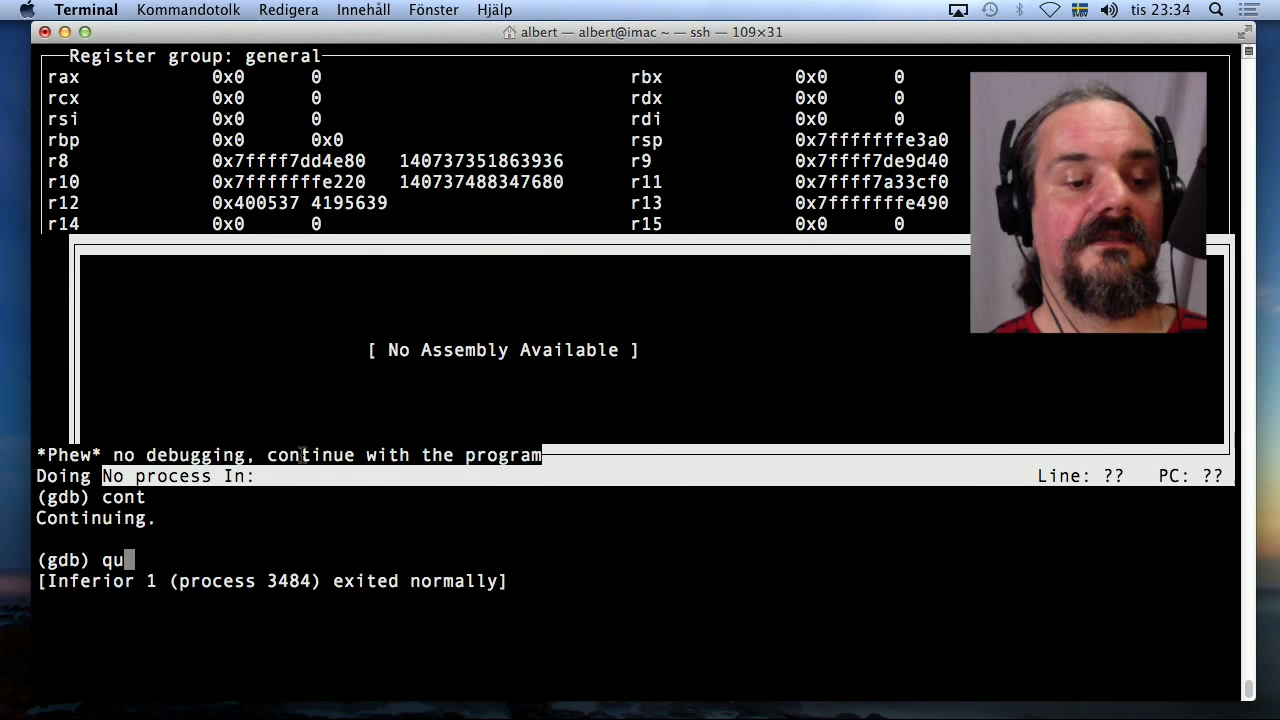 Terminal Kommandotolk Redigera Innehåll Fönster Hjälp tis 23:34
albert — albert@imac ~ — ssh — 109×31
Register group: general
rax 0x0 0 rbx 0x0 0
rcx 0x0 0 rdx 0x0 0
rsi 0x0 0 rdi 0x0 0
rbp 0x0 0x0 rsp 0x7fffffffe3a0
r8 0x7ffff7dd4e80 140737351863936 r9 0x7ffff7de9d40
r10 0x7fffffffe220 140737488347680 r11 0x7ffff7a33cf0
r12 0x400537 4195639 r13 0x7fffffffe490
r14 0x0 0 r15 0x0 0
[ No Assembly Available ]
*Phew* no debugging, continue with the program
Doing No process In: Line: ?? PC: ??
(gdb) cont
Continuing.
(gdb) qu
[Inferior 1 (process 3484) exited normally]